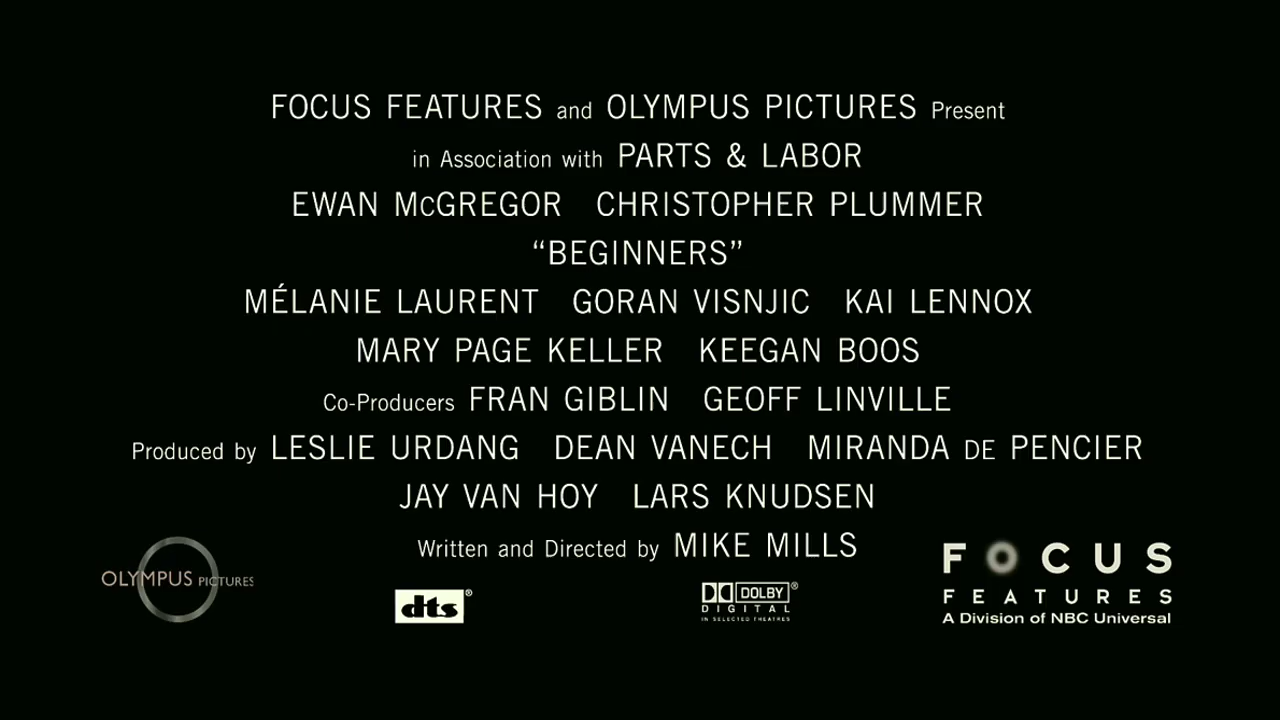 FOCUS FEATURES and OLYMPUS PICTURES Present
in Association with PARTS & LABOR
EWAN McGREGOR CHRISTOPHER PLUMMER
“BEGINNERS”
MÉLANIE LAURENT GORAN VISNJIC KAI LENNOX
MARY PAGE KELLER KEEGAN BOOS
Co-Producers FRAN GIBLIN GEOFF LINVILLE
Produced by LESLIE URDANG DEAN VANECH MIRANDA DE PENCIER
JAY VAN HOY LARS KNUDSEN
Written and Directed by MIKE MILLS
OLYMPUS PICTURES
dts®
DOLBY®
DIGITAL
IN SELECTED THEATRES
FOCUS
FEATURES
A Division of NBC Universal